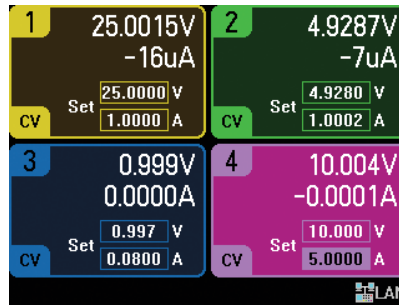 1 25.0015V
-16uA
Set 25.0000 V
1.0000 A
CV
2 4.9287V
-7uA
Set 4.9280 V
1.0002 A
CV
3 0.999V
0.0000A
Set 0.997 V
0.0800 A
CV
4 10.004V
-0.0001A
Set 10.000 V
5.0000 A
CV
LAN